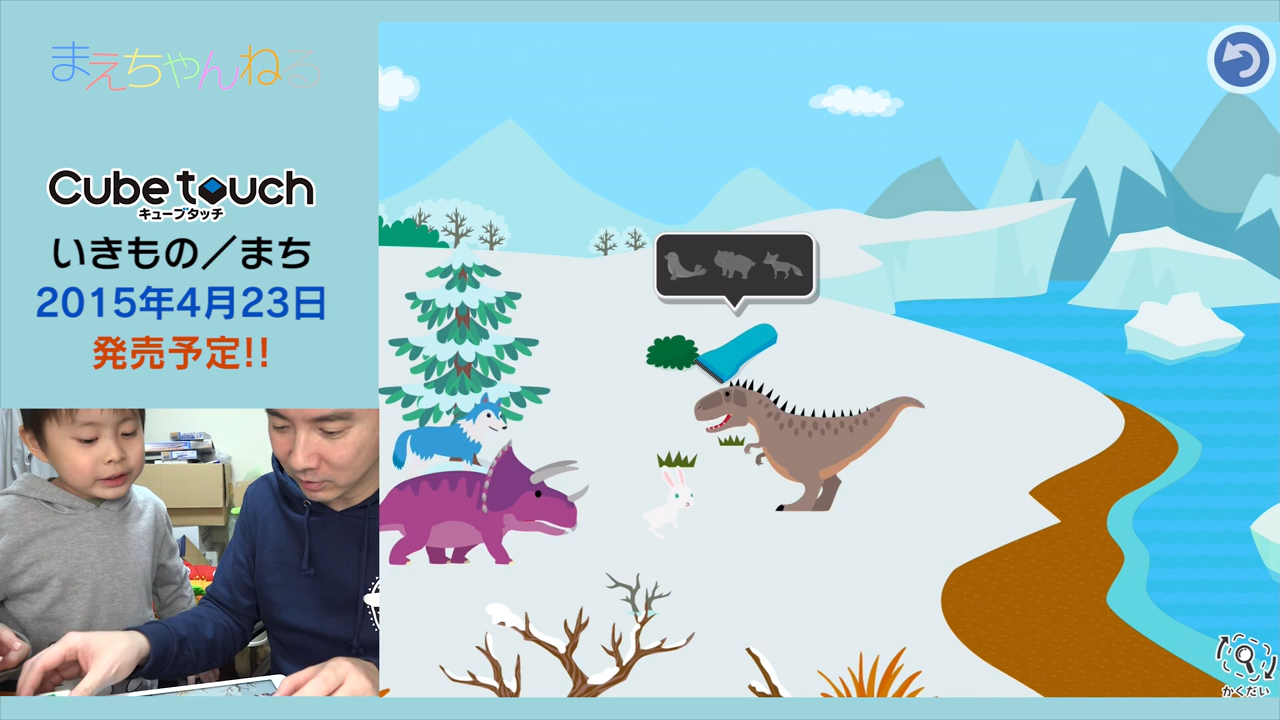 まえちゃんねる
Cube touch
キューブタッチ
いきもの／まち
2015年4月23日
発売予定!!
かくだい